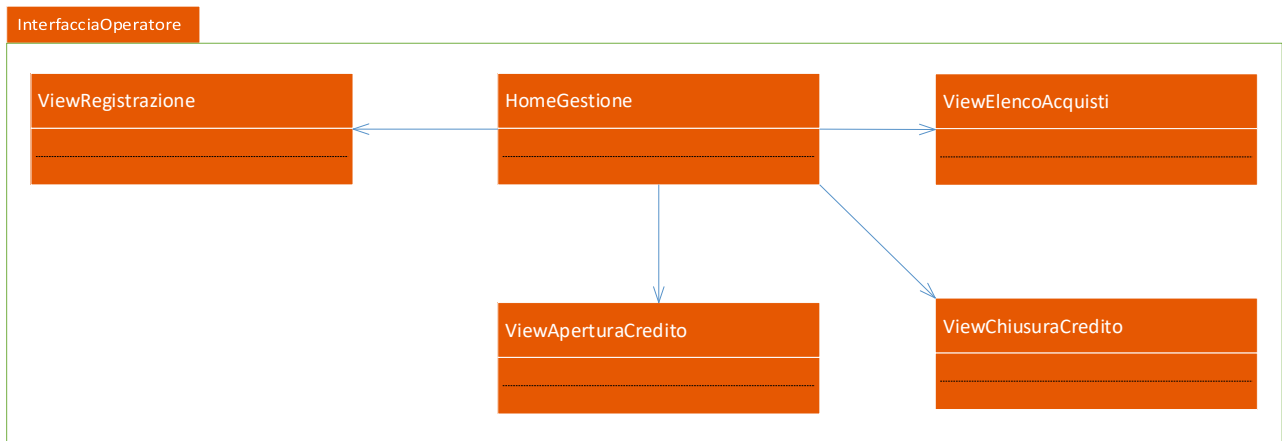 InterfacciaOperatore
ViewRegistrazione
HomeGestione
ViewElencoAcquisti
ViewAperturaCredito
ViewChiusuraCredito